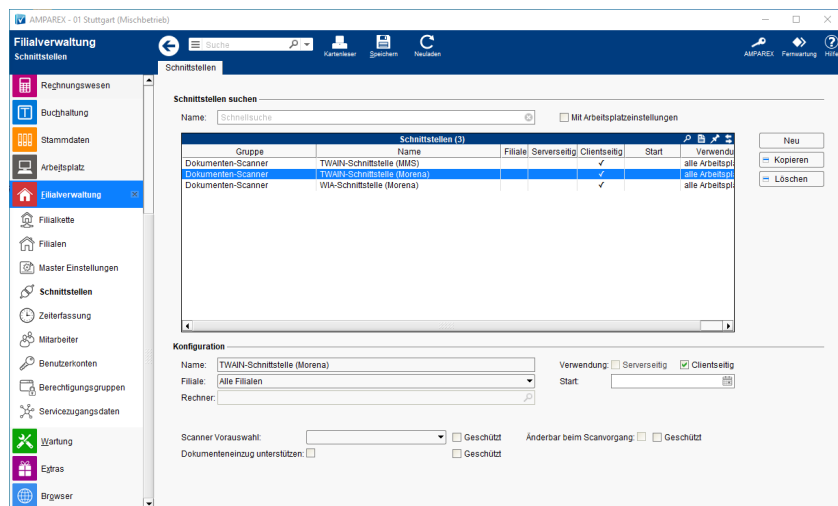 AMPAREX - 01 Stuttgart (Mischbetrieb)
Filialverwaltung
Schnittstellen
Suche
Kartenleser
Speichern
Neuladen
AMPAREX
Fernwartung
Hilfe
Schnittstellen
Rechnungswesen
Buchhaltung
Stammdaten
Arbeitsplatz
Filialverwaltung
Filialkette
Filialen
Master Einstellungen
Schnittstellen
Zeiterfassung
Mitarbeiter
Benutzerkonten
Berechtigungsgruppen
Servicezugangsdaten
Wartung
Extras
Browser
Schnittstellen suchen
Name: Schnellsuche
Mit Arbeitsplatzeinstellungen
Schnittstellen (3)
Gruppe Name Filiale Serverseitig Clientseitig Start Verwendu
Dokumenten-Scanner TWAIN-Schnittstelle (MMS) ✓ alle Arbeitspl
Dokumenten-Scanner TWAIN-Schnittstelle (Morena) ✓ alle Arbeitspl
Dokumenten-Scanner WIA-Schnittstelle (Morena) ✓ alle Arbeitspl
Neu
Kopieren
Löschen
Konfiguration
Name: TWAIN-Schnittstelle (Morena) Verwendung: Serverseitig Clientseitig
Filiale: Alle Filialen Start:
Rechner:
Scanner Vorauswahl: Geschützt Änderbar beim Scanvorgang: Geschützt
Dokumenteneinzug unterstützen: Geschützt